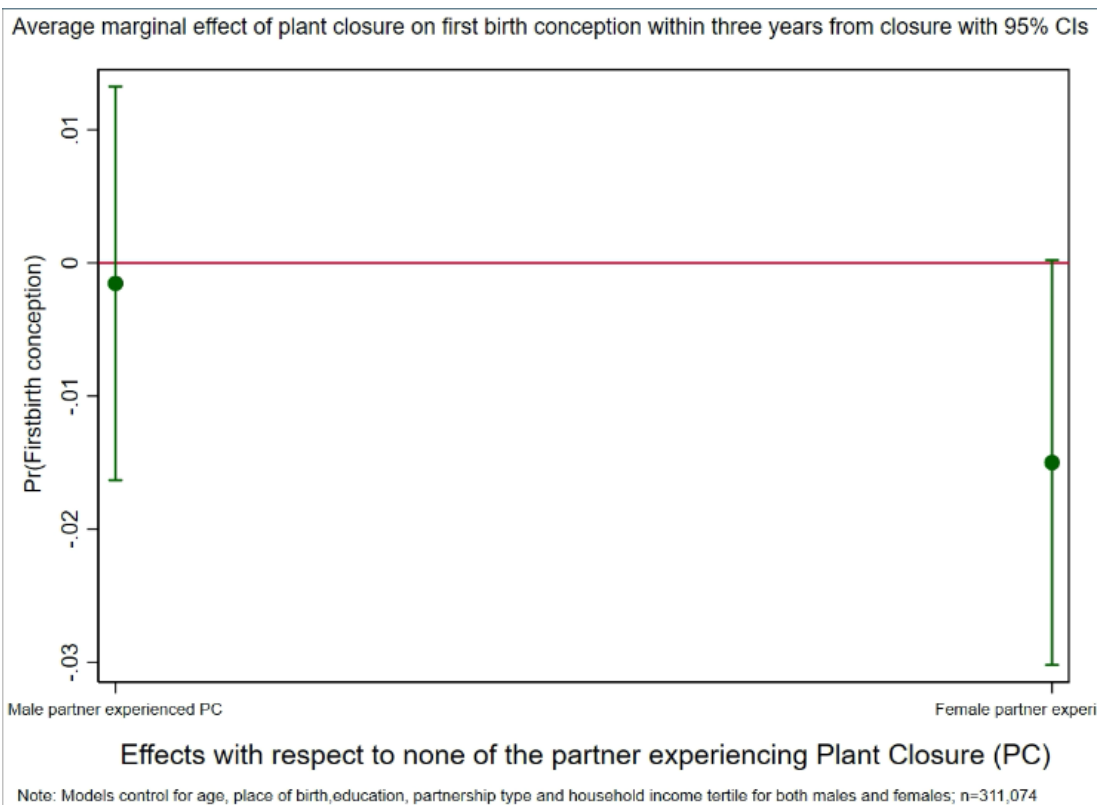 Average marginal effect of plant closure on first birth conception within three years from closure with 95% CIs
Pr(Firstbirth conception)
.01
0
-.01
-.02
-.03
Male partner experienced PC
Female partner experi
Effects with respect to none of the partner experiencing Plant Closure (PC)
Note: Models control for age, place of birth,education, partnership type and household income tertile for both males and females; n=311,074